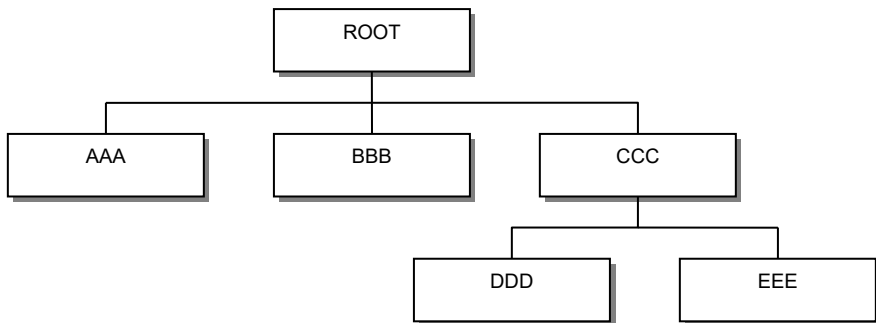 ROOT
AAA
BBB
CCC
DDD
EEE